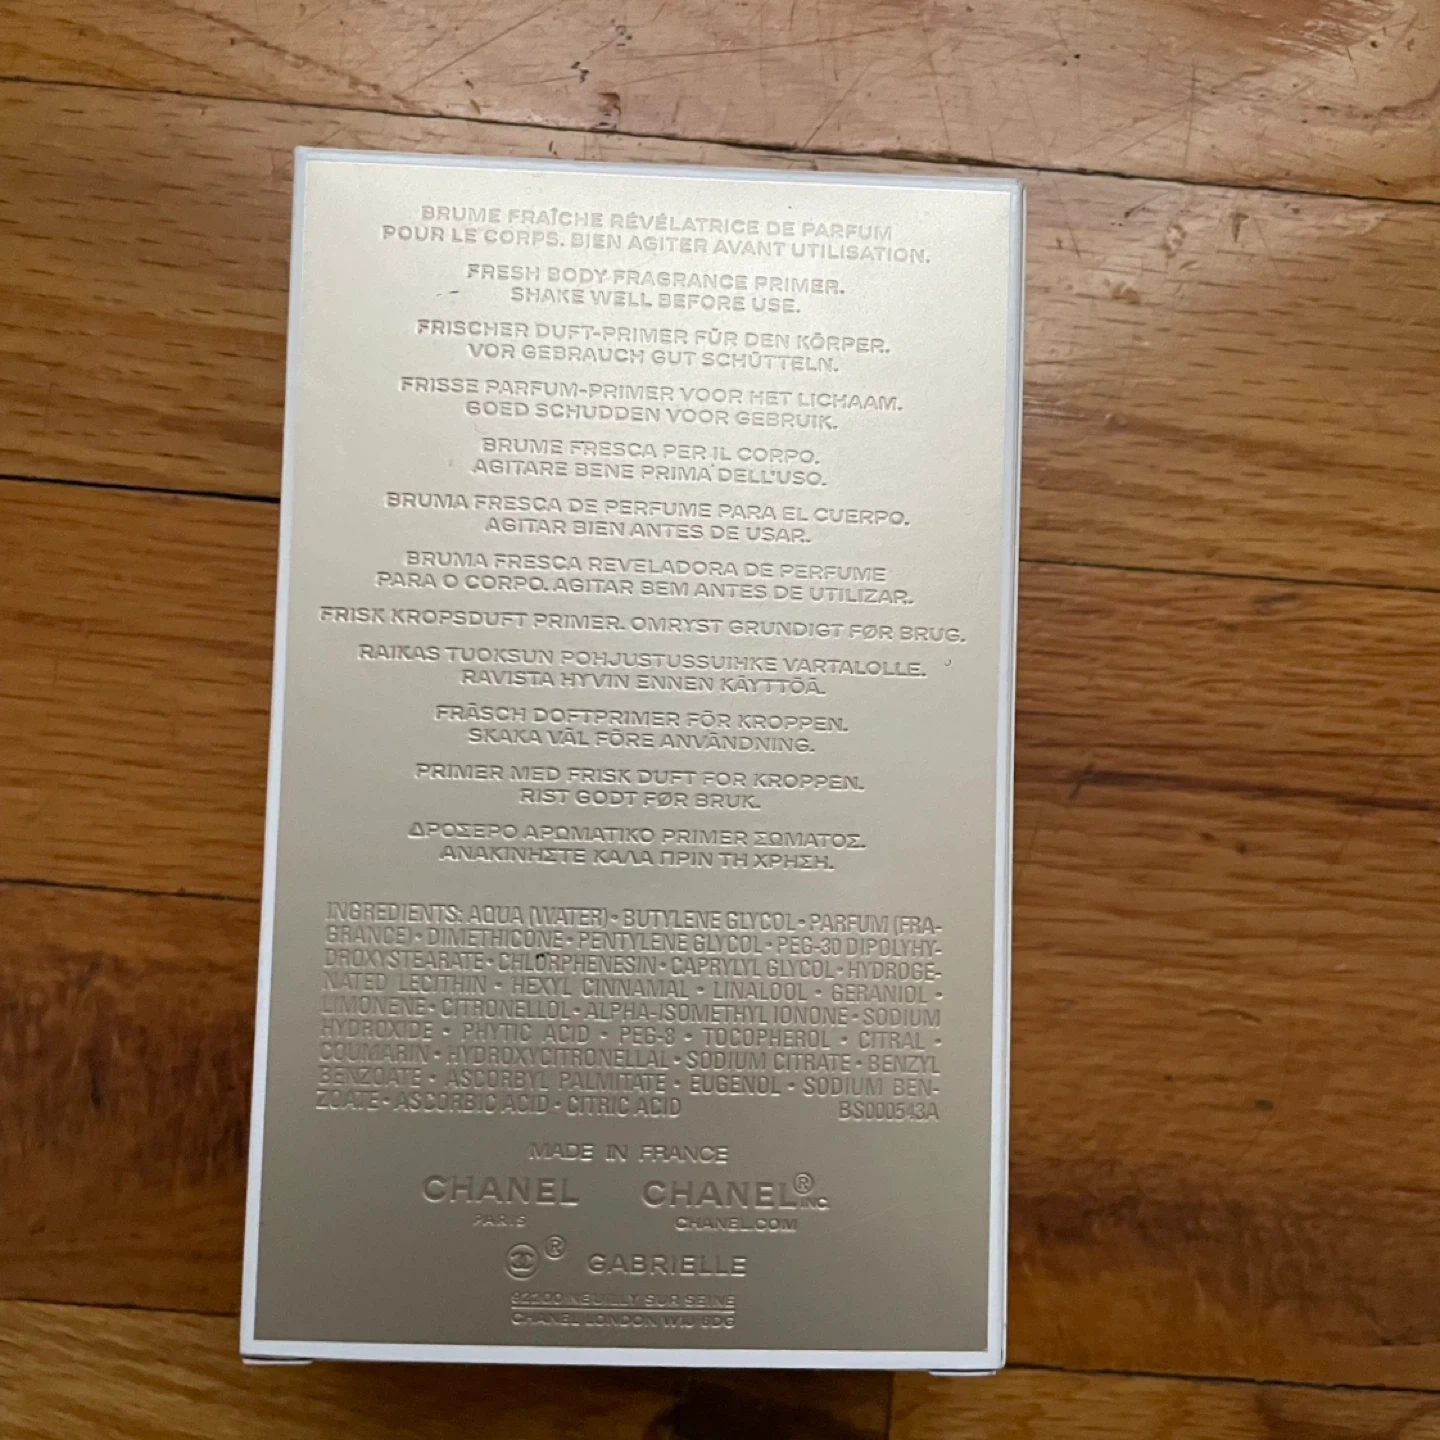 BRUME FRAÎCHE RÉVÉLATRICE DE PARFUM
POUR LE CORPS. BIEN AGITER AVANT UTILISATION.
FRESH BODY FRAGRANCE PRIMER.
SHAKE WELL BEFORE USE.
FRISCHER DUFT-PRIMER FÜR DEN KÖRPER.
VOR GEBRAUCH GUT SCHÜTTELN.
FRISSE PARFUM-PRIMER VOOR HET LICHAAM.
GOED SCHUDDEN VOOR GEBRUIK.
BRUME FRESCA PER IL CORPO.
AGITARE BENE PRIMA DELL'USO.
BRUMA FRESCA DE PERFUME PARA EL CUERPO.
AGITAR BIEN ANTES DE USAR.
BRUMA FRESCA REVELADORA DE PERFUME
PARA O CORPO. AGITAR BEM ANTES DE UTILIZAR.
FRISK KROPSDUFT PRIMER. OMRYST GRUNDIGT FØR BRUG.
RAIKAS TUOKSUN POHJUSTUSSUIHKE VARTALOLLE.
RAVISTA HYVIN ENNEN KÄYTTÖÄ.
FRÄSCH DOFTPRIMER FÖR KROPPEN.
SKAKA VÄL FÖRE ANVÄNDNING.
PRIMER MED FRISK DUFT FOR KROPPEN.
RIST GODT FØR BRUK.
ΔΡΟΣΕΡΟ ΑΡΩΜΑΤΙΚΟ PRIMER ΣΩΜΑΤΟΣ.
ΑΝΑΚΙΝΗΣΤΕ ΚΑΛΑ ΠΡΙΝ ΤΗ ΧΡΗΣΗ.
INGREDIENTS: AQUA (WATER) • BUTYLENE GLYCOL • PARFUM (FRA-
GRANCE) • DIMETHICONE • PENTYLENE GLYCOL • PEG-30 DIPOLYHY-
DROXYSTEARATE • CHLORPHENESIN • CAPRYLYL GLYCOL • HYDROGE-
NATED LECITHIN • HEXYL CINNAMAL • LINALOOL • GERANIOL •
LIMONENE • CITRONELLOL • ALPHA-ISOMETHYL IONONE • SODIUM
HYDROXIDE • PHYTIC ACID • PEG-8 • TOCOPHEROL • CITRAL •
COUMARIN • HYDROXYCITRONELLAL • SODIUM CITRATE • BENZYL
BENZOATE • ASCORBYL PALMITATE • EUGENOL • SODIUM BEN-
ZOATE • ASCORBIC ACID • CITRIC ACID BS000543A
MADE IN FRANCE
CHANEL CHANEL® INC.
PARIS CHANEL.COM
® GABRIELLE
92200 NEUILLY SUR SEINE
CHANEL LONDON W1J 6DG